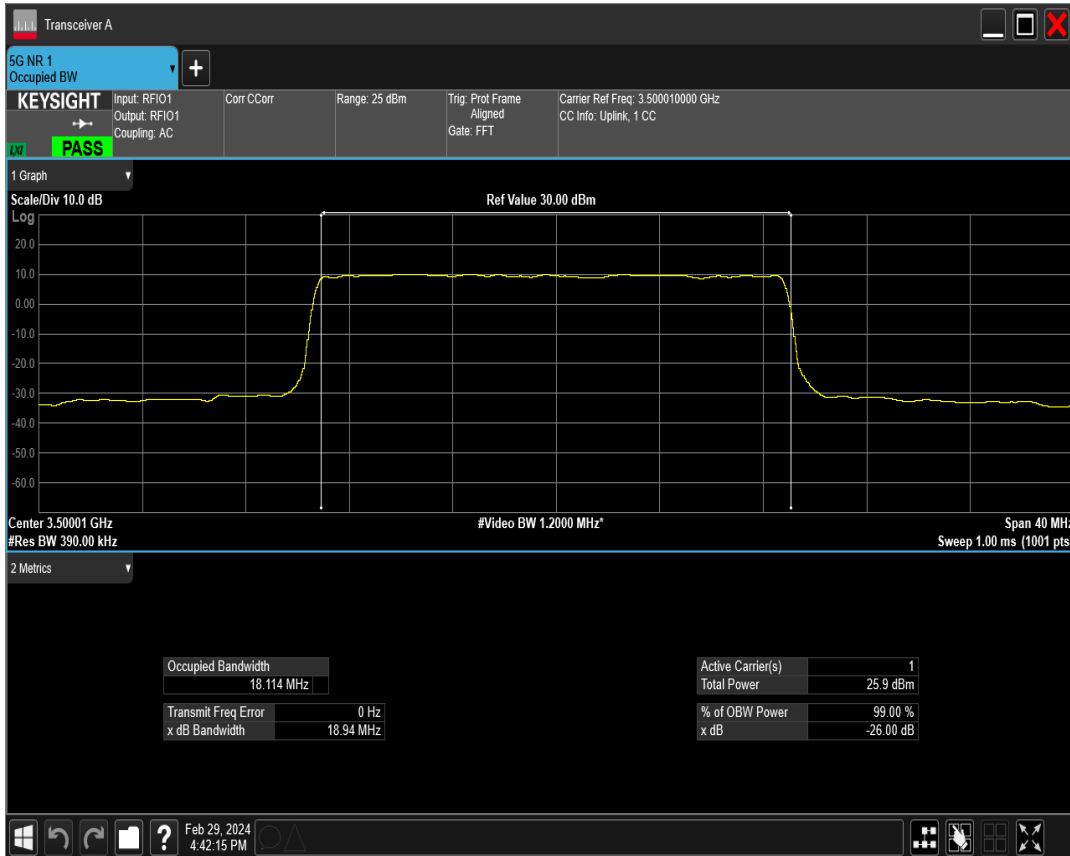 Transceiver A
5G NR 1
Occupied BW
KEYSIGHT
LXI
PASS
Input: RFIO1
Output: RFIO1
Coupling: AC
Corr CCorr
Range: 25 dBm
Trig: Prot Frame
Aligned
Gate: FFT
Carrier Ref Freq: 3.500010000 GHz
CC Info: Uplink, 1 CC
1 Graph
Scale/Div 10.0 dB
Ref Value 30.00 dBm
Log
20.0
10.0
0.00
-10.0
-20.0
-30.0
-40.0
-50.0
-60.0
Center 3.50001 GHz
#Video BW 1.2000 MHz*
Span 40 MHz
#Res BW 390.00 kHz
Sweep 1.00 ms (1001 pts
2 Metrics
Occupied Bandwidth
18.114 MHz
Transmit Freq Error 0 Hz
x dB Bandwidth 18.94 MHz
Active Carrier(s) 1
Total Power 25.9 dBm
% of OBW Power 99.00 %
x dB -26.00 dB
Feb 29, 2024
4:42:15 PM